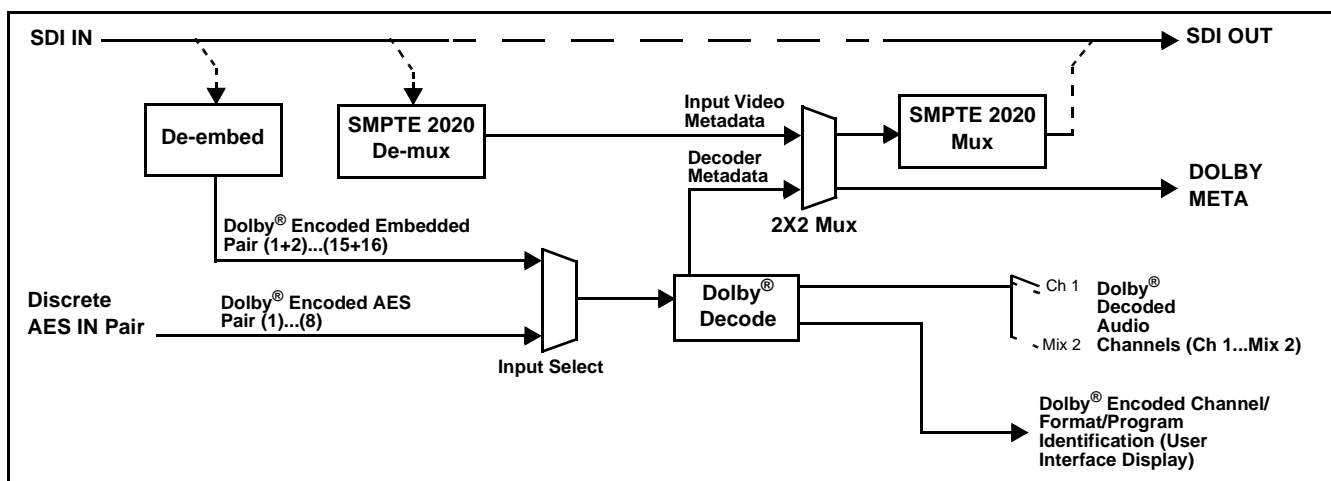 SDI IN
SDI OUT
De-embed
SMPTE 2020
De-mux
Input Video
Metadata
SMPTE 2020
Mux
Decoder
Metadata
DOLBY
META
2X2 Mux
Dolby® Encoded Embedded
Pair (1+2)...(15+16)
Discrete
AES IN Pair
Dolby® Encoded AES
Pair (1)...(8)
Input Select
Dolby®
Decode
Ch 1
Mix 2
Dolby®
Decoded
Audio
Channels (Ch 1...Mix 2)
Dolby® Encoded Channel/
Format/Program
Identification (User
Interface Display)